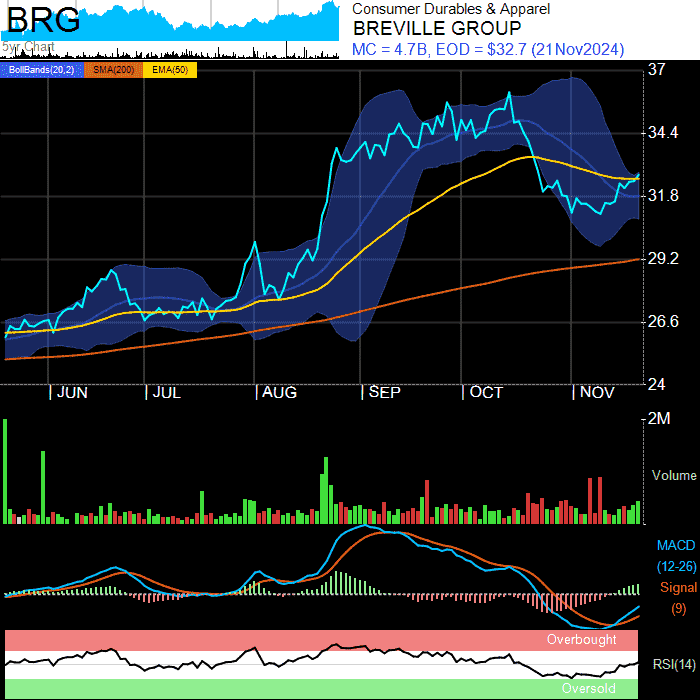 BRG
5yr Chart
Consumer Durables & Apparel
BREVILLE GROUP
MC = 4.7B, EOD = $32.7 (21Nov2024)
BollBands(20,2) SMA(200) EMA(50)
37
34.4
31.8
29.2
26.6
24
JUN JUL AUG SEP OCT NOV
2M
Volume
MACD
(12-26)
Signal
(9)
Overbought
RSI(14)
Oversold